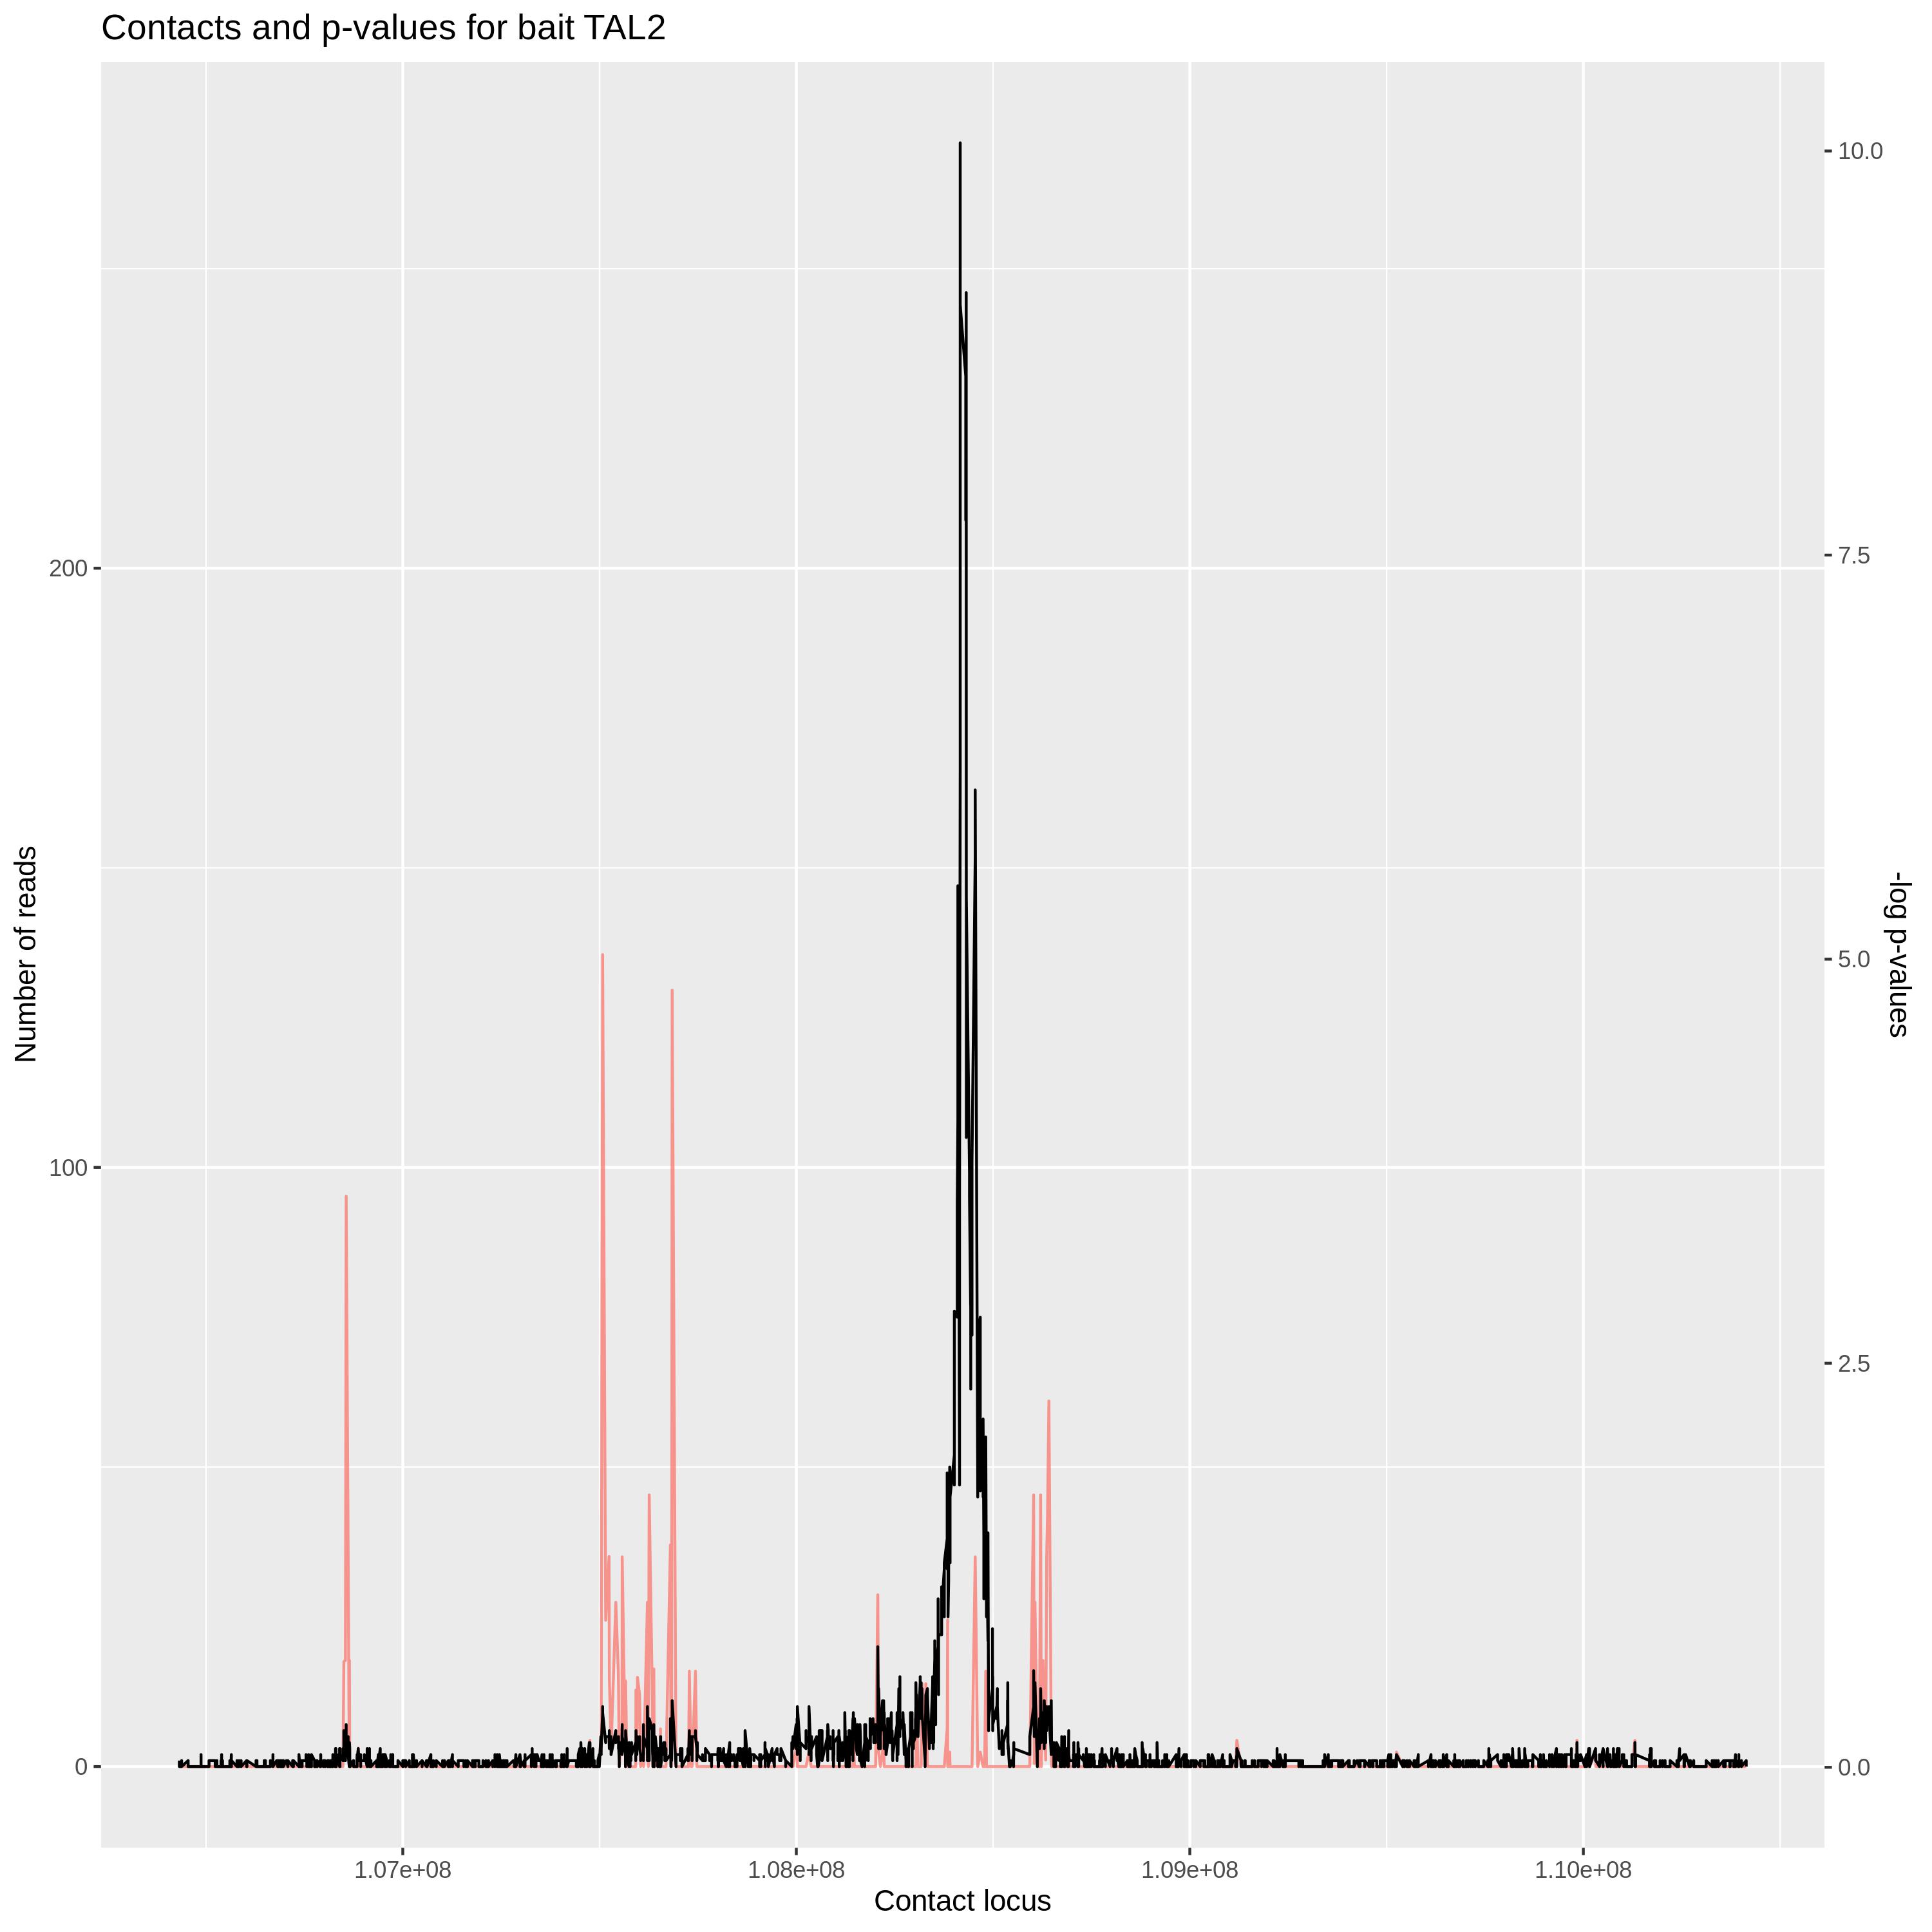 Contacts and p-values for bait TAL2
10.0
200
7.5
Number of reads
-log p-values
5.0
100
2.5
0
0.0
1.07e+08
1.08e+08
1.09e+08
1.10e+08
Contact locus